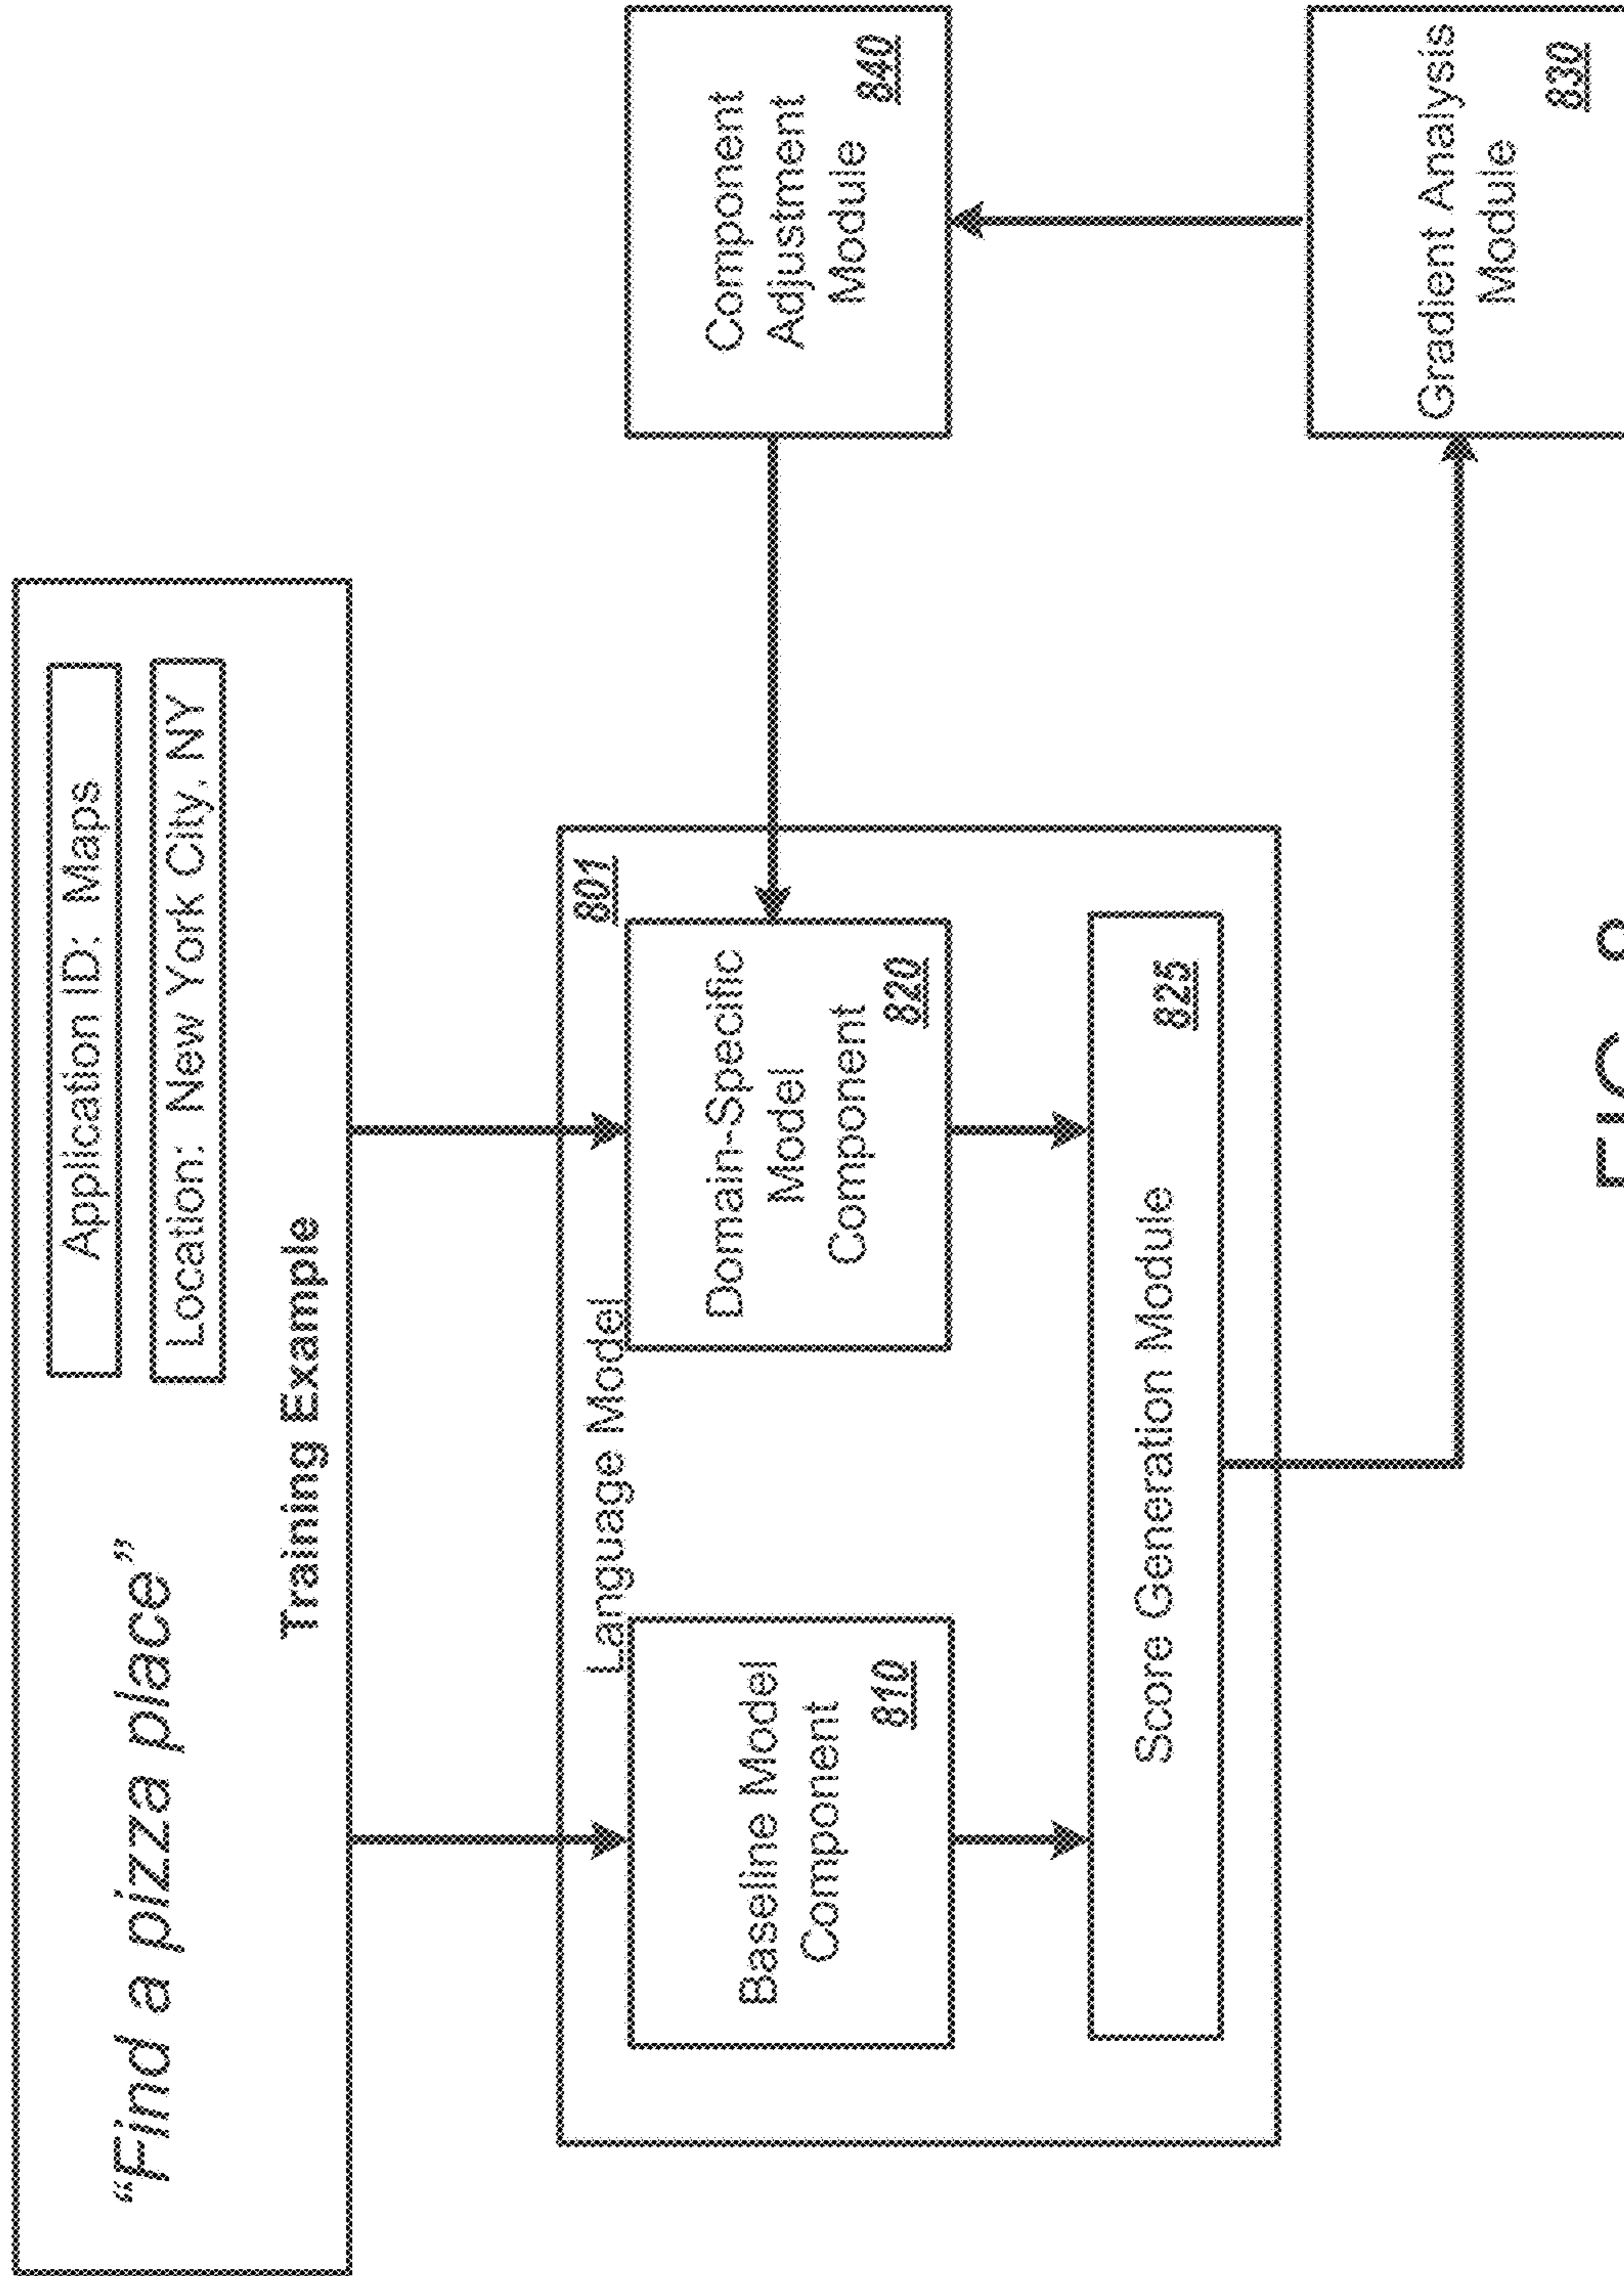 “Find a pizza place”
Application ID: Maps
Location: New York City, NY
Training Example
Language Model
801
Baseline Model
Component
810
Domain-Specific
Model
Component
820
Component
Adjustment
Module
840
Score Generation Module
825
Gradient Analysis
Module
830